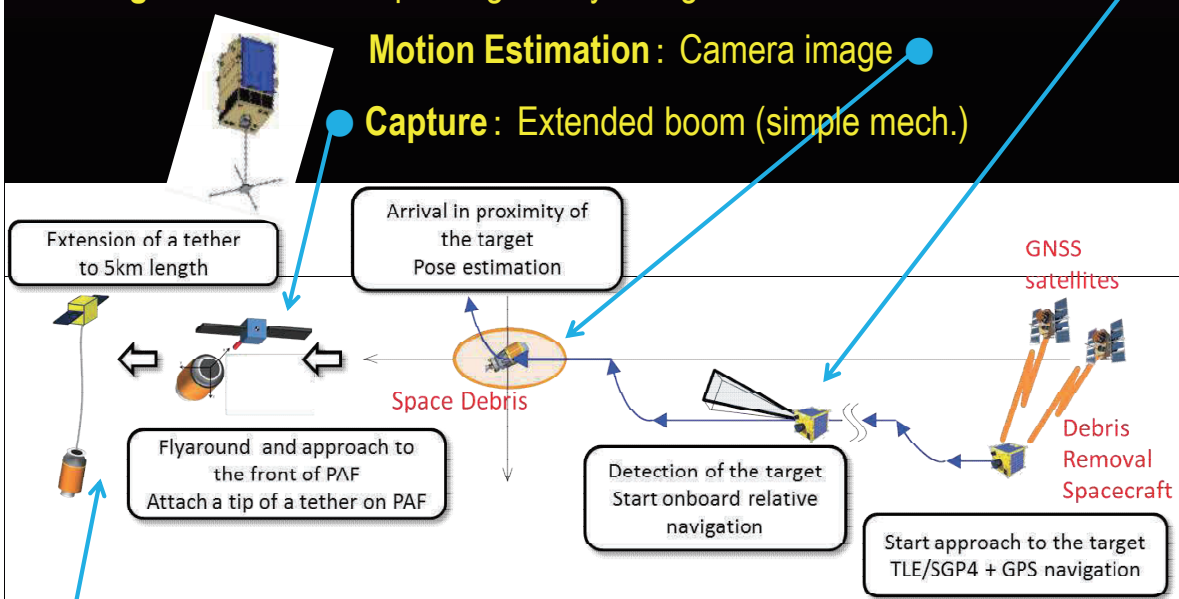 Motion Estimation : Camera image
Capture : Extended boom (simple mech.)
Extension of a tether
to 5km length
Arrival in proximity of
the target
Pose estimation
GNSS
satellites
Space Debris
Flyaround and approach to
the front of PAF
Attach a tip of a tether on PAF
Detection of the target
Start onboard relative
navigation
Debris
Removal
Spacecraft
Start approach to the target
TLE/SGP4 + GPS navigation